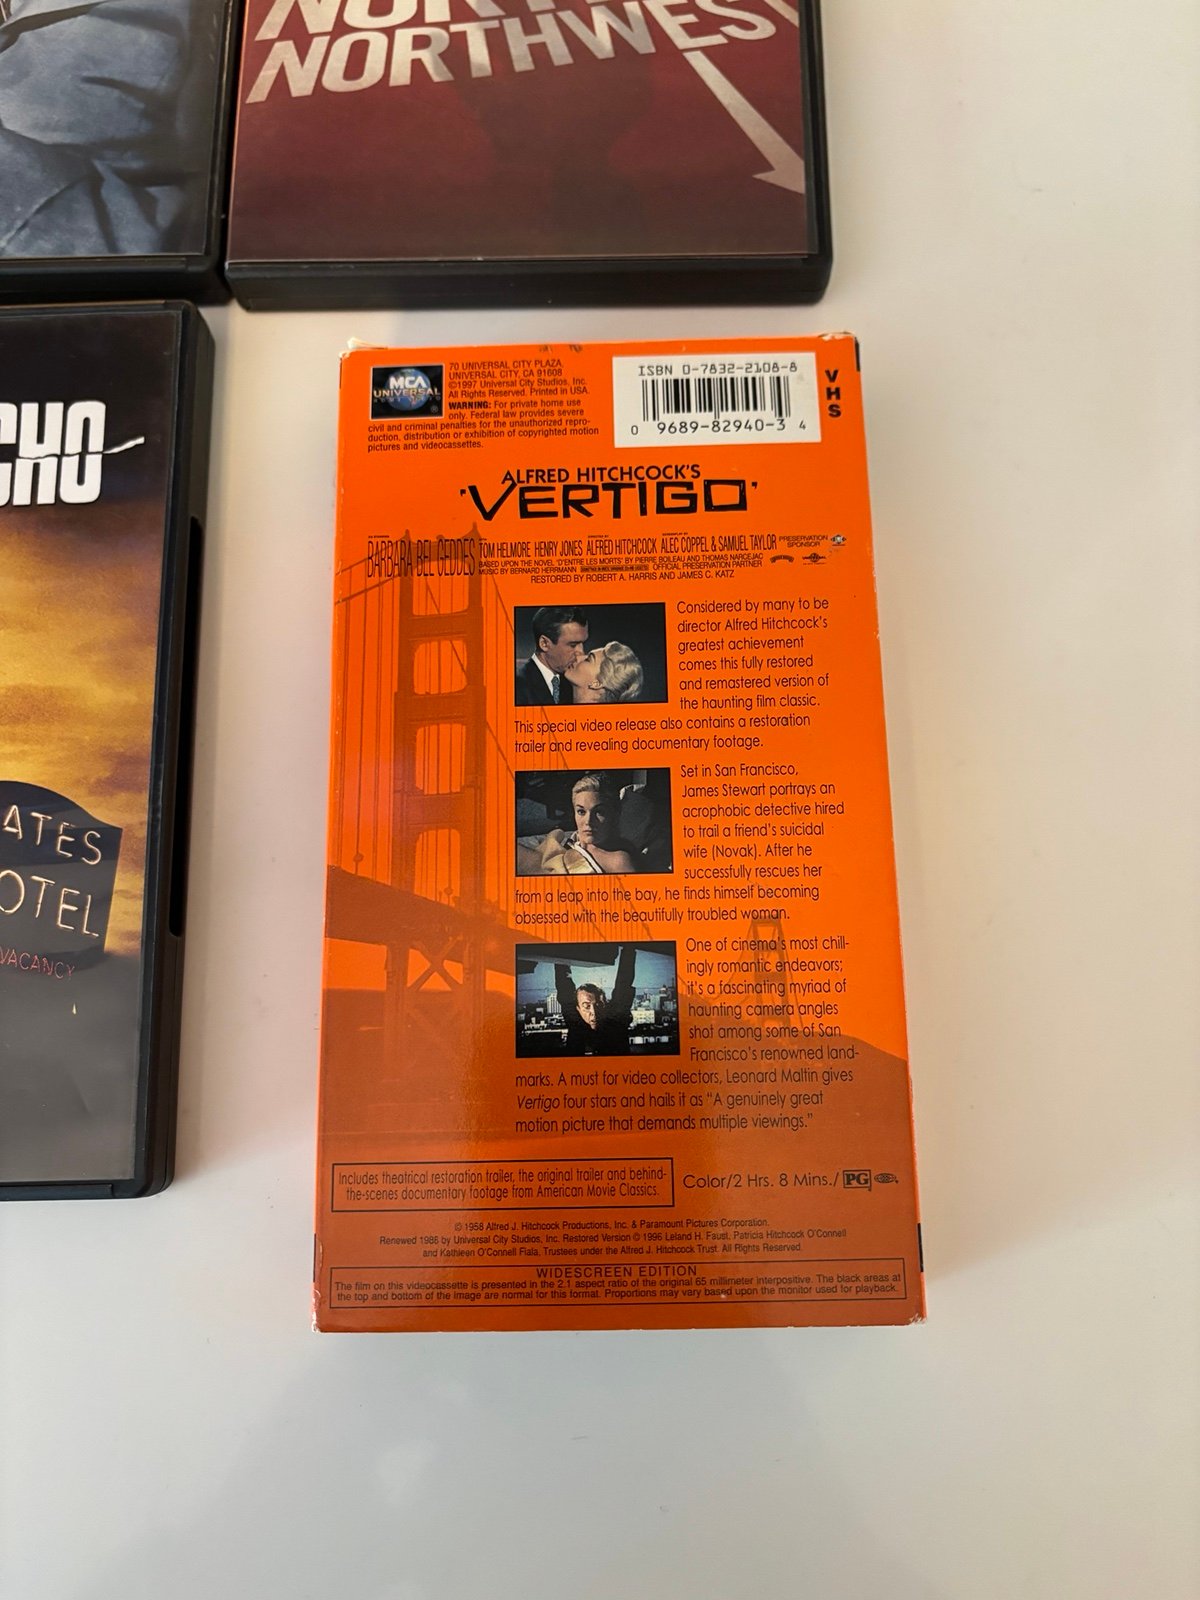 NORTHWEST
CHO
ATES
OTEL
VACANCY
MCA
UNIVERSAL
HOME VIDEO
®
70 UNIVERSAL CITY PLAZA,
UNIVERSAL CITY, CA 91608
©1997 Universal City Studios, Inc.
All Rights Reserved. Printed in USA.
WARNING: For private home use
only. Federal law provides severe
civil and criminal penalties for the unauthorized repro-
duction, distribution or exhibition of copyrighted motion
pictures and videocassettes.
ISBN 0-7832-2108-8
0 9689-82940-3 4
VHS
ALFRED HITCHCOCK'S
'VERTIGO'
BARBARA BEL GEDDES TOM HELMORE HENRY JONES ALFRED HITCHCOCK ALEC COPPEL & SAMUEL TAYLOR
PRESERVATION
SPONSOR
BASED UPON THE NOVEL 'D'ENTRE LES MORTS' BY PIERRE BOILEAU AND THOMAS NARCEJAC
MUSIC BY BERNARD HERRMANN OFFICIAL PRESERVATION PARTNER
RESTORED BY ROBERT A. HARRIS AND JAMES C. KATZ
Considered by many to be
director Alfred Hitchcock's
greatest achievement
comes this fully restored
and remastered version of
the haunting film classic.
This special video release also contains a restoration
trailer and revealing documentary footage.
Set in San Francisco,
James Stewart portrays an
acrophobic detective hired
to trail a friend's suicidal
wife (Novak). After he
successfully rescues her
from a leap into the bay, he finds himself becoming
obsessed with the beautifully troubled woman.
One of cinema's most chill-
ingly romantic endeavors;
it's a fascinating myriad of
haunting camera angles
shot among some of San
Francisco's renowned land-
marks. A must for video collectors, Leonard Maltin gives
Vertigo four stars and hails it as "A genuinely great
motion picture that demands multiple viewings."
Includes theatrical restoration trailer, the original trailer and behind-
the-scenes documentary footage from American Movie Classics.
Color/2 Hrs. 8 Mins./ PG
© 1958 Alfred J. Hitchcock Productions, Inc. & Paramount Pictures Corporation.
Renewed 1986 by Universal City Studios, Inc. Restored Version © 1996 Leland H. Faust, Patricia Hitchcock O'Connell
and Kathleen O'Connell Fiala, Trustees under the Alfred J. Hitchcock Trust. All Rights Reserved.
WIDESCREEN EDITION
The film on this videocassette is presented in the 2.1 aspect ratio of the original 65 millimeter interpositive. The black areas at
the top and bottom of the image are normal for this format. Proportions may vary based upon the monitor used for playback.